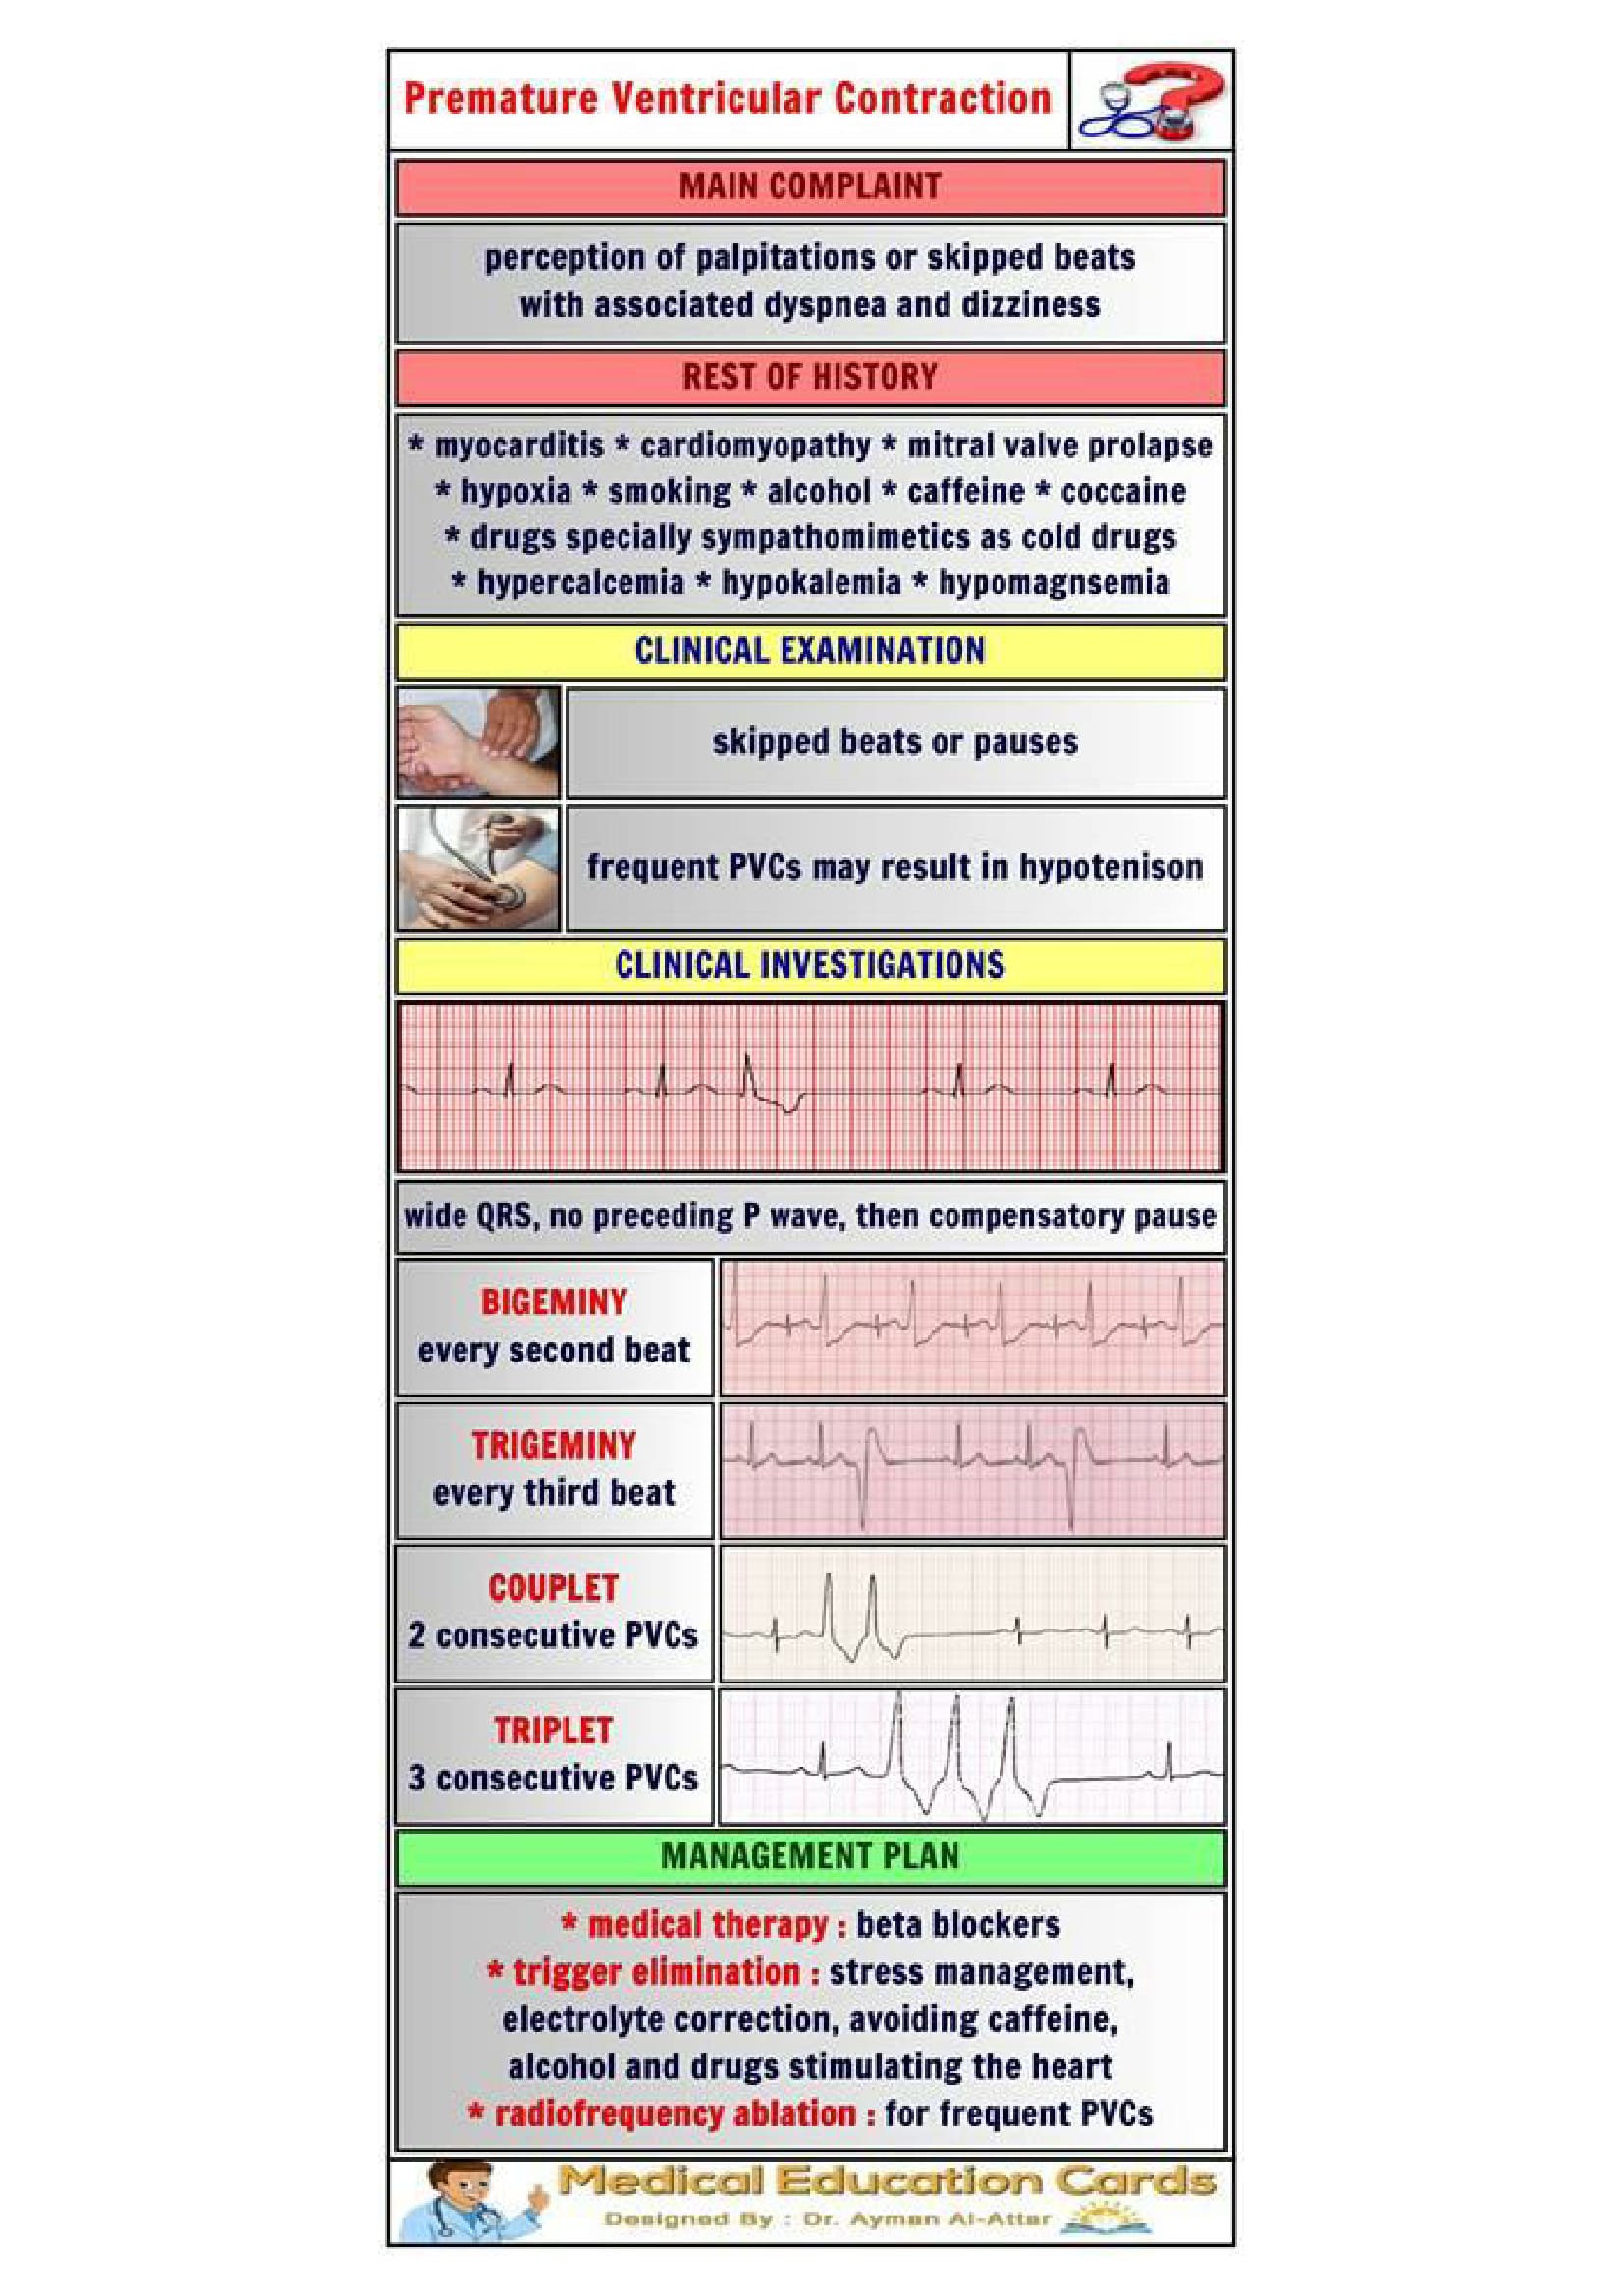 Premature Ventricular Contraction
MAIN COMPLAINT
perception of palpitations or skipped beats
with associated dyspnea and dizziness
REST OF HISTORY
* myocarditis * cardiomyopathy * mitral valve prolapse
* hypoxia * smoking * alcohol * caffeine * coccaine
* drugs specially sympathomimetics as cold drugs
* hypercalcemia * hypokalemia * hypomagnsemia
CLINICAL EXAMINATION
skipped beats or pauses
frequent PVCs may result in hypotenison
CLINICAL INVESTIGATIONS
wide QRS, no preceding P wave, then compensatory pause
BIGEMINY
every second beat
TRIGEMINY
every third beat
COUPLET
2 consecutive PVCs
TRIPLET
3 consecutive PVCs
MANAGEMENT PLAN
* medical therapy : beta blockers
* trigger elimination : stress management,
electrolyte correction, avoiding caffeine,
alcohol and drugs stimulating the heart
* radiofrequency ablation : for frequent PVCs
Medical Education Cards
Designed By : Dr. Ayman Al-Attar